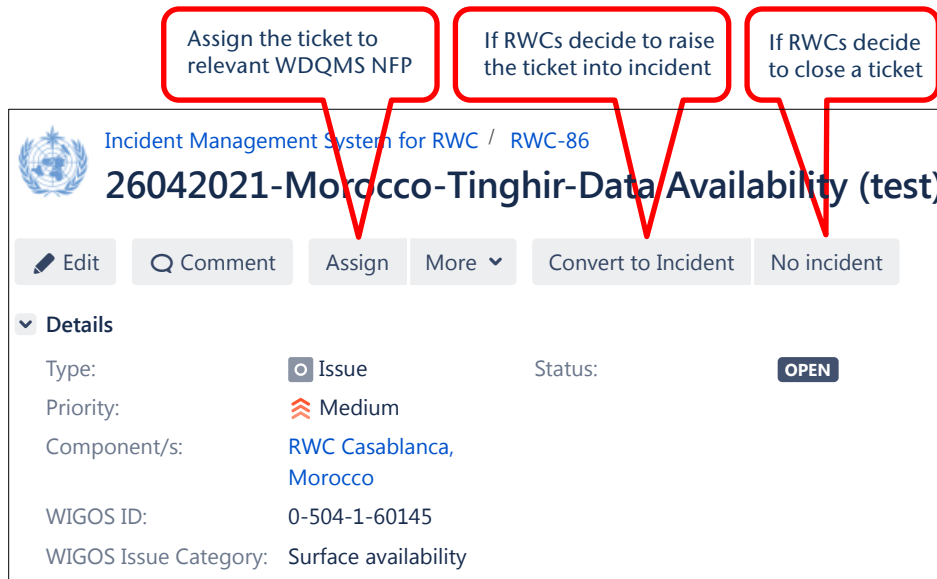 Assign the ticket to
relevant WDQMS NFP
If RWCs decide to raise
the ticket into incident
If RWCs decide
to close a ticket
Incident Management System for RWC / RWC-86
26042021-Morocco-Tinghir-Data Availability (test)
Edit Comment Assign More Convert to Incident No incident
Details
Type: Issue Status: OPEN
Priority: Medium
Component/s: RWC Casablanca,
Morocco
WIGOS ID: 0-504-1-60145
WIGOS Issue Category: Surface availability